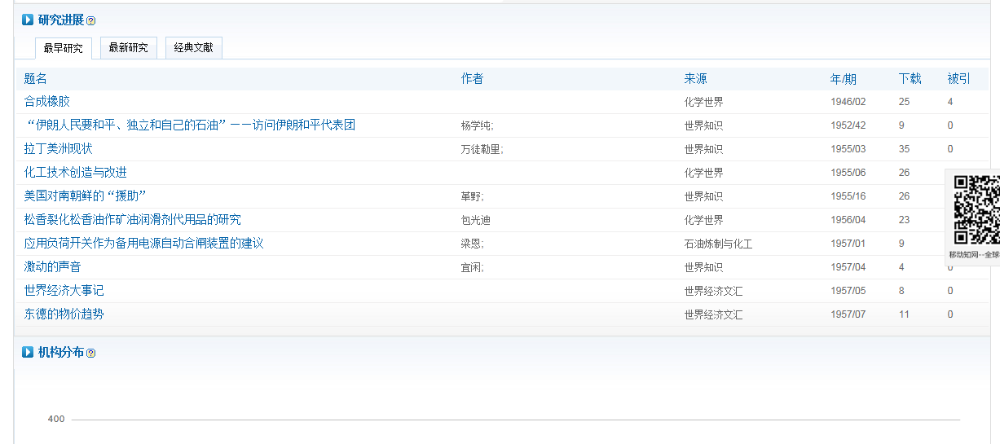 研究进展?
最早研究 最新研究 经典文献
题名 作者 来源 年/期 下载 被引
合成橡胶 化学世界 1946/02 25 4
“伊朗人民要和平、独立和自己的石油”——访问伊朗和平代表团 杨学纯; 世界知识 1952/42 9 0
拉丁美洲现状 万徒勒里; 世界知识 1955/03 35 0
化工技术创造与改进 化学世界 1955/06 26
美国对南朝鲜的“援助” 革野; 世界知识 1955/16 26
松香裂化松香油作矿油润滑剂代用品的研究 包光迪 化学世界 1956/04 23
应用负荷开关作为备用电源自动合闸装置的建议 梁恩; 石油炼制与化工 1957/01 9
移动知网--全球
激动的声音 宜闲; 世界知识 1957/04 4 0
世界经济大事记 世界经济文汇 1957/05 8 0
东德的物价趋势 世界经济文汇 1957/07 11 0
机构分布?
400